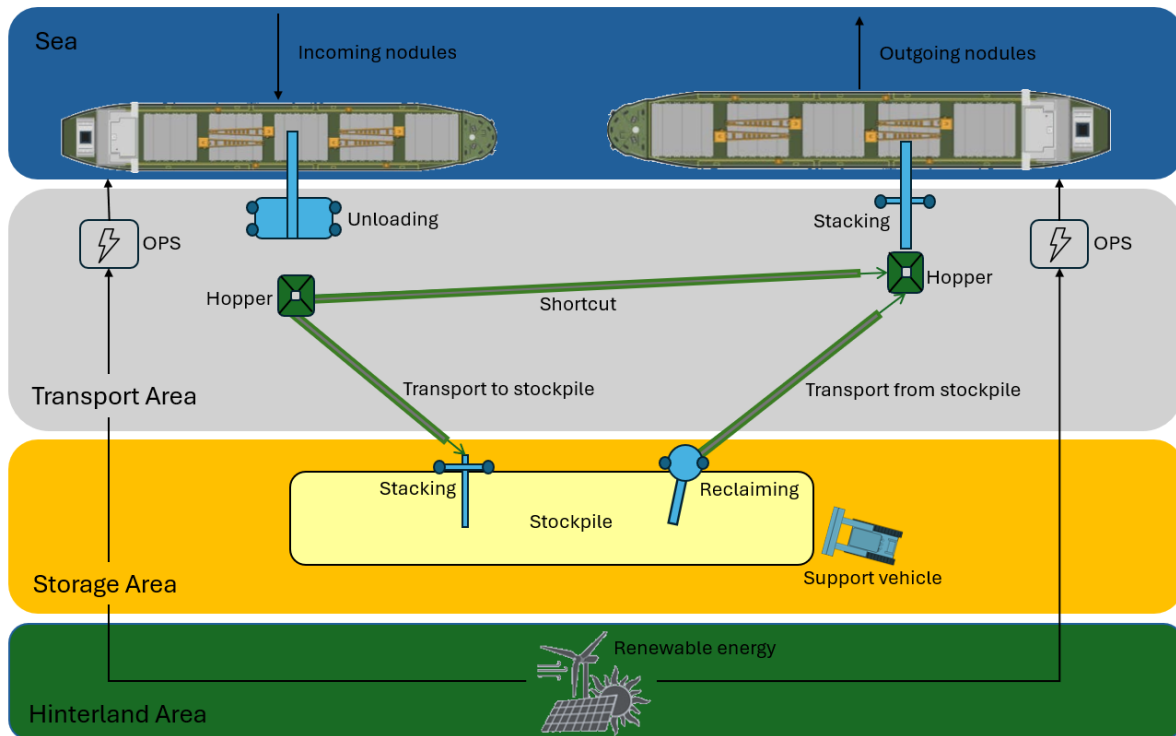 Sea
Incoming nodules
Outgoing nodules
Unloading
Stacking
OPS
OPS
Hopper
Hopper
Shortcut
Transport to stockpile
Transport from stockpile
Transport Area
Stacking
Reclaiming
Stockpile
Support vehicle
Storage Area
Renewable energy
Hinterland Area